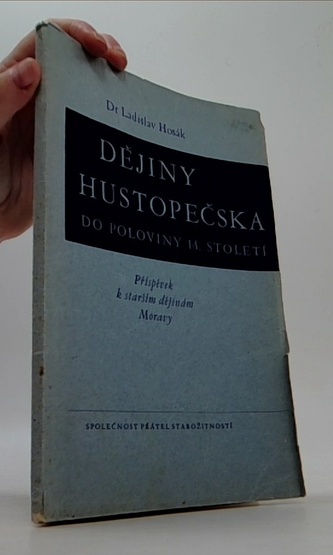 Dr Ladislav Hosák
DĚJINY
HUSTOPEČSKA
DO POLOVINY 14. STOLETÍ
Příspěvek
k starším dějinám
Moravy
SPOLEČNOST PŘÁTEL STAROŽITNOSTÍ